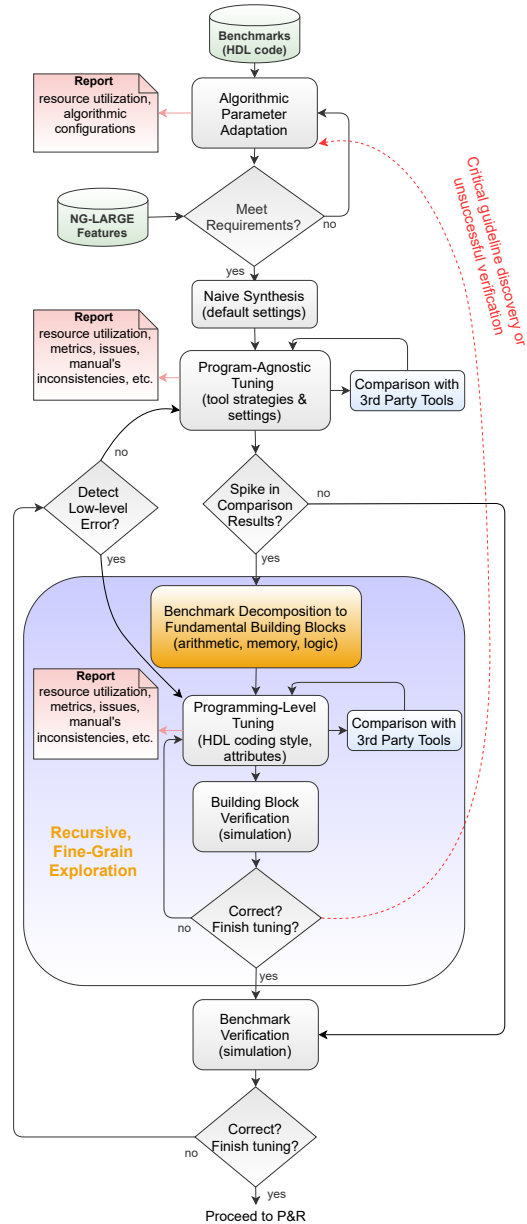 Benchmarks
(HDL code)
Report
resource utilization,
algorithmic
configurations
Algorithmic
Parameter
Adaptation
NG-LARGE
Features
Meet
Requirements?
no
yes
Critical guideline discovery or
unsuccessful verification
Naive Synthesis
(default settings)
Report
resource utilization,
metrics, issues,
manual's
inconsistencies, etc.
Program-Agnostic
Tuning
(tool strategies &
settings)
Comparison with
3rd Party Tools
no
Detect
Low-level
Error?
yes
Spike in
Comparison
Results?
no
yes
Benchmark Decomposition to
Fundamental Building Blocks
(arithmetic, memory, logic)
Report
resource utilization,
metrics, issues,
manual's
inconsistencies, etc.
Programming-Level
Tuning
(HDL coding style,
attributes)
Comparison with
3rd Party Tools
Building Block
Verification
(simulation)
Recursive,
Fine-Grain
Exploration
Correct?
Finish tuning?
no
yes
Benchmark
Verification
(simulation)
Correct?
Finish tuning?
no
yes
Proceed to P&R